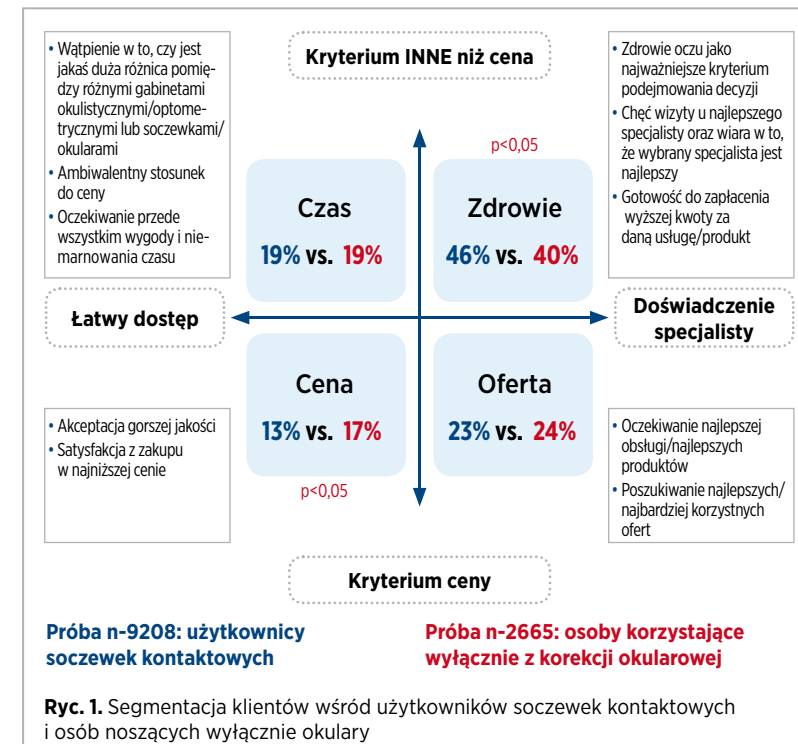 • Wątpienie w to, czy jest
jakaś duża różnica pomię-
dzy różnymi gabinetami
okulistycznymi/optome-
trycznymi lub soczewkami/
okularami
• Ambiwalentny stosunek
do ceny
• Oczekiwanie przede
wszystkim wygody i nie-
marnowania czasu
Kryterium INNE niż cena
• Zdrowie oczu jako
najważniejsze kryterium
podejmowania decyzji
• Chęć wizyty u najlepszego
specjalisty oraz wiara w to,
że wybrany specjalista jest
najlepszy
• Gotowość do zapłacenia
wyższej kwoty za
daną usługę/produkt
p<0,05
Czas
19% vs. 19%
Zdrowie
46% vs. 40%
Łatwy dostęp
Doświadczenie
specjalisty
Cena
13% vs. 17%
Oferta
23% vs. 24%
• Akceptacja gorszej jakości
• Satysfakcja z zakupu
w najniższej cenie
• Oczekiwanie najlepszej
obsługi/najlepszych
produktów
• Poszukiwanie najlepszych/
najbardziej korzystnych
ofert
p<0,05
Kryterium ceny
Próba n-9208: użytkownicy
soczewek kontaktowych
Próba n-2665: osoby korzystające
wyłącznie z korekcji okularowej
Ryc. 1. Segmentacja klientów wśród użytkowników soczewek kontaktowych
i osób noszących wyłącznie okulary